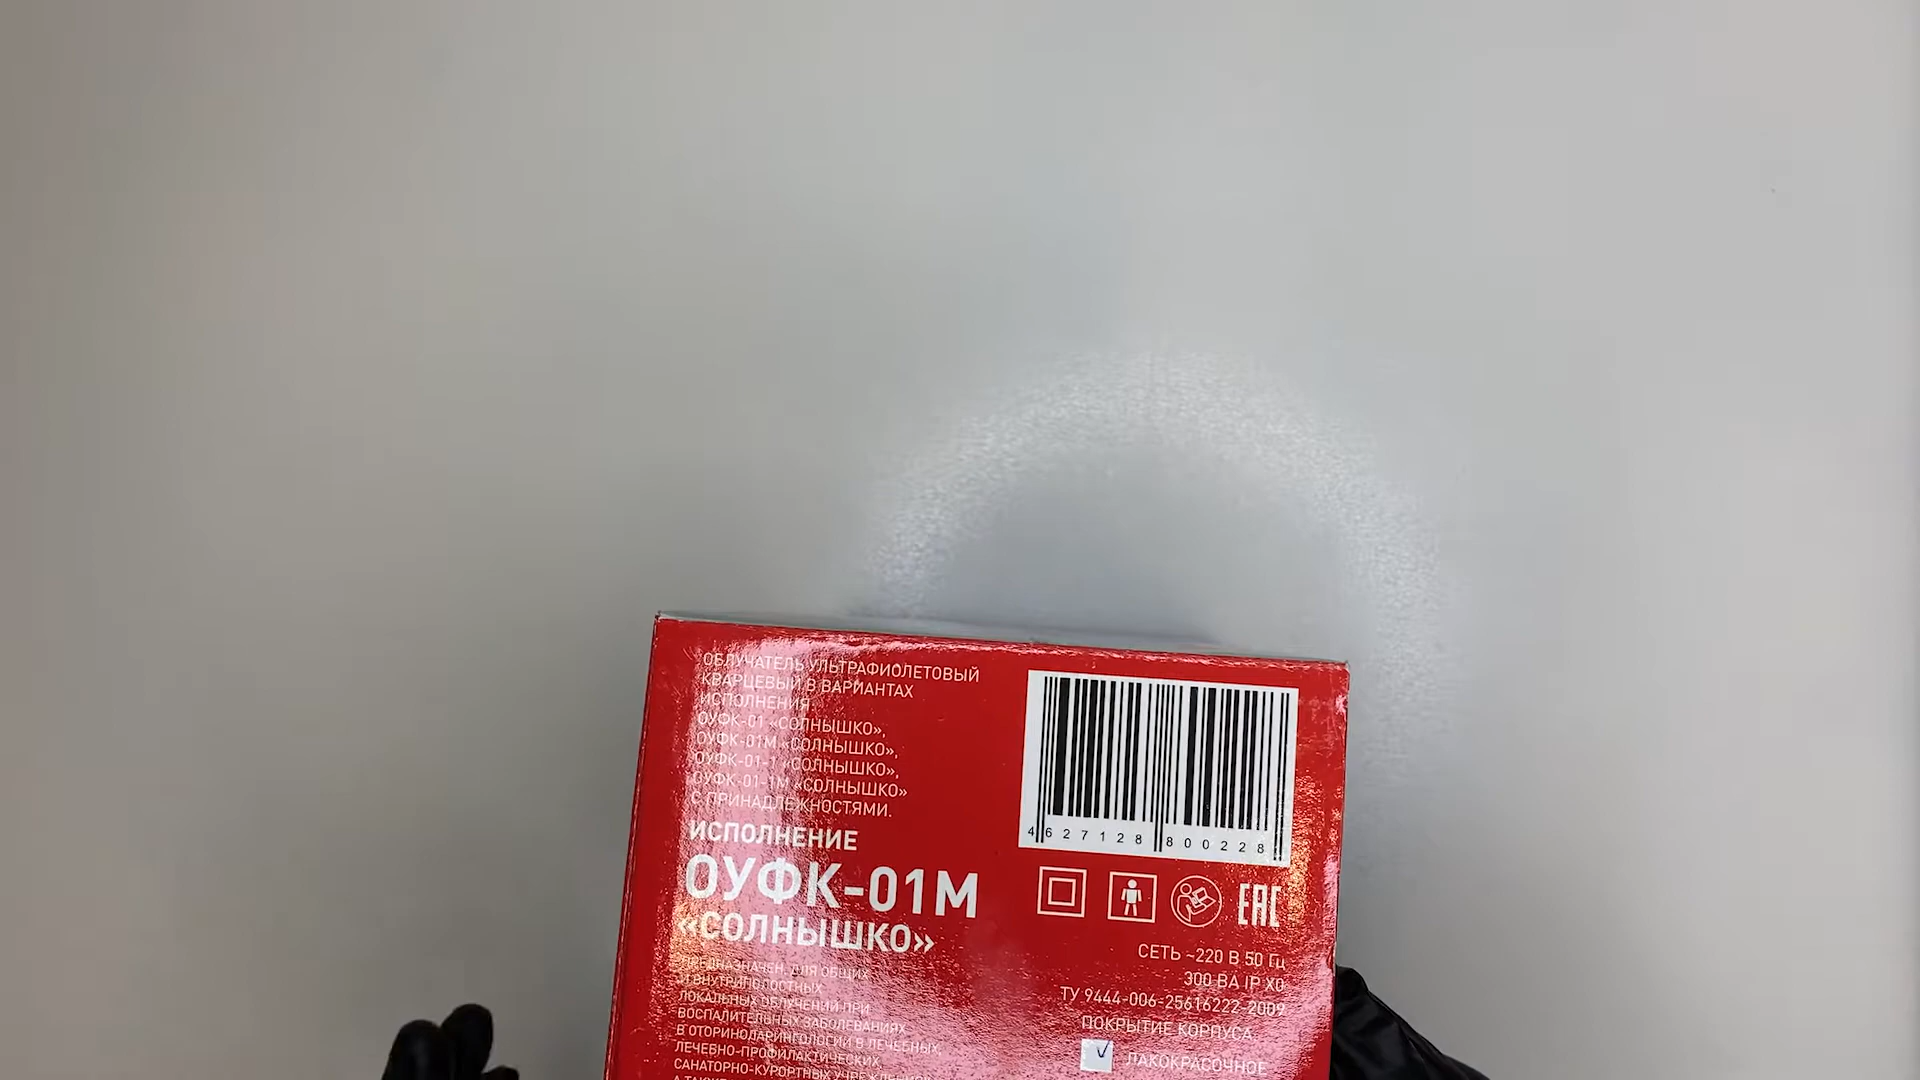 ОБЛУЧАТЕЛЬ УЛЬТРАФИОЛЕТОВЫЙ
КВАРЦЕВЫЙ В ВАРИАНТАХ
ИСПОЛНЕНИЯ:
ОУФК-01 «СОЛНЫШКО»,
ОУФК-01М «СОЛНЫШКО»,
ОУФК-01-1 «СОЛНЫШКО»,
ОУФК-01-1М «СОЛНЫШКО»
С ПРИНАДЛЕЖНОСТЯМИ.
ИСПОЛНЕНИЕ
ОУФК-01М
«СОЛНЫШКО»
ПРЕДНАЗНАЧЕН ДЛЯ ОБЩИХ
И ВНУТРИПОЛОСТНЫХ
ЛОКАЛЬНЫХ ОБЛУЧЕНИЙ ПРИ
ВОСПАЛИТЕЛЬНЫХ ЗАБОЛЕВАНИЯХ
В ОТОРИНОЛАРИНГОЛОГИИ В ЛЕЧЕБНЫХ,
ЛЕЧЕБНО-ПРОФИЛАКТИЧЕСКИХ
САНАТОРНО-КУРОРТНЫХ
4 627128 800228
EAC
СЕТЬ ~220 В 50 Гц
300 ВА IP X0
ТУ 9444-006-25616222-2009
ПОКРЫТИЕ КОРПУСА:
ЛАКОКРАСОЧНОЕ